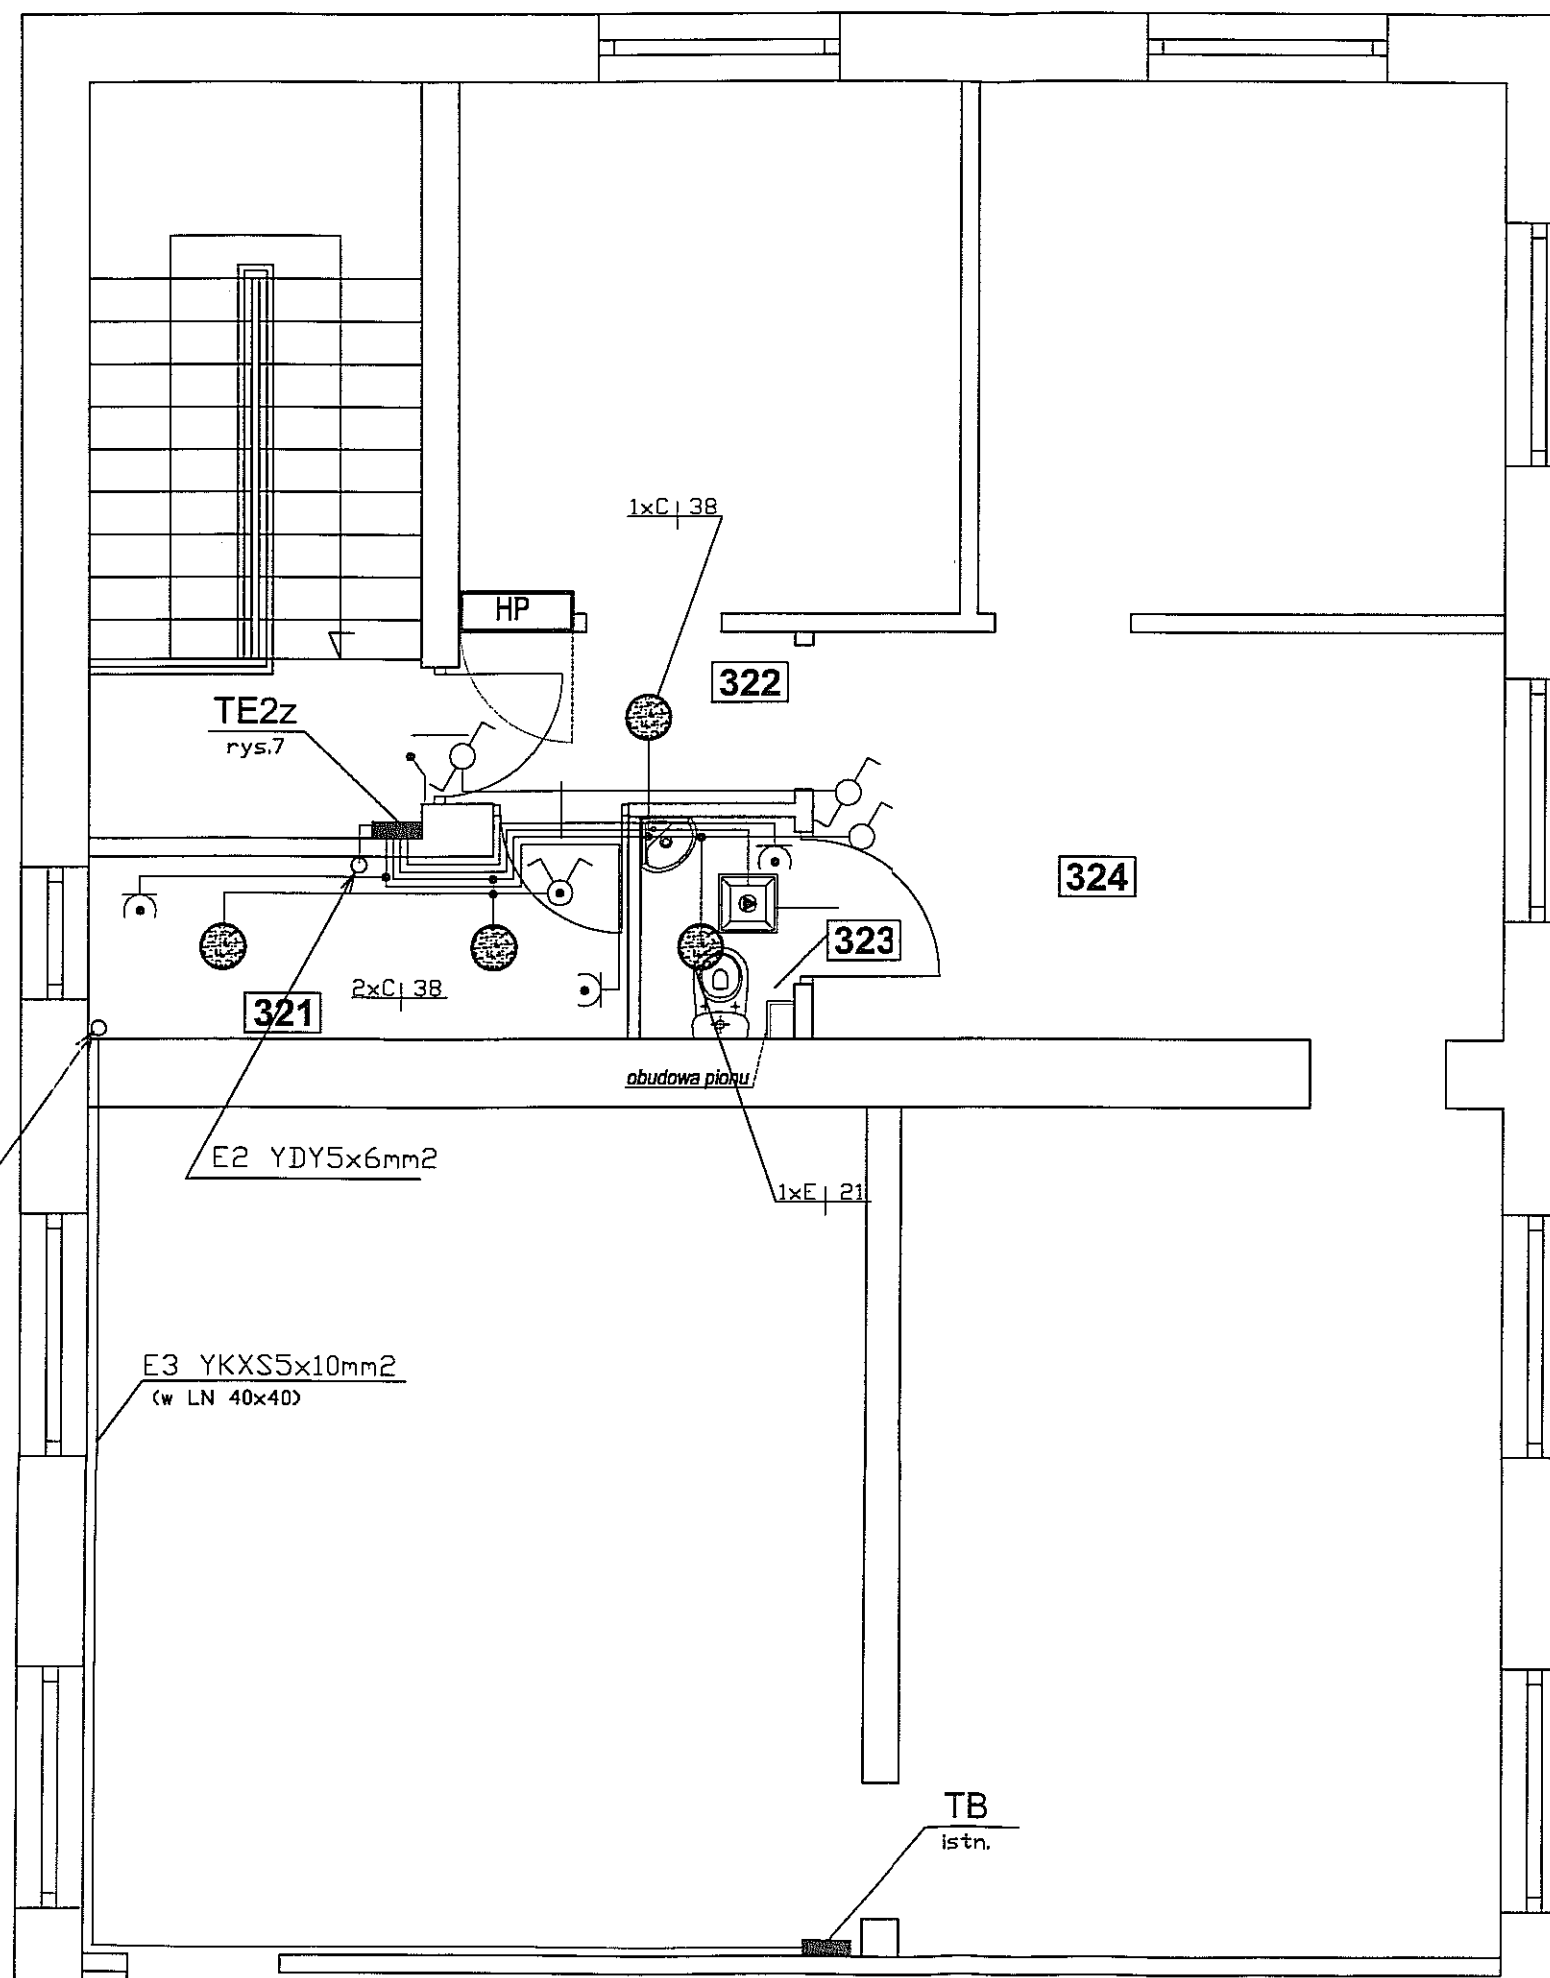 1xC 38
HP
322
TE2z
rys.7
324
323
2xC 38
321
obudowa pionu
E2 YDY5x6mm2
1xE 21
E3 YKXS5x10mm2
(w LN 40x40)
TB
istn.